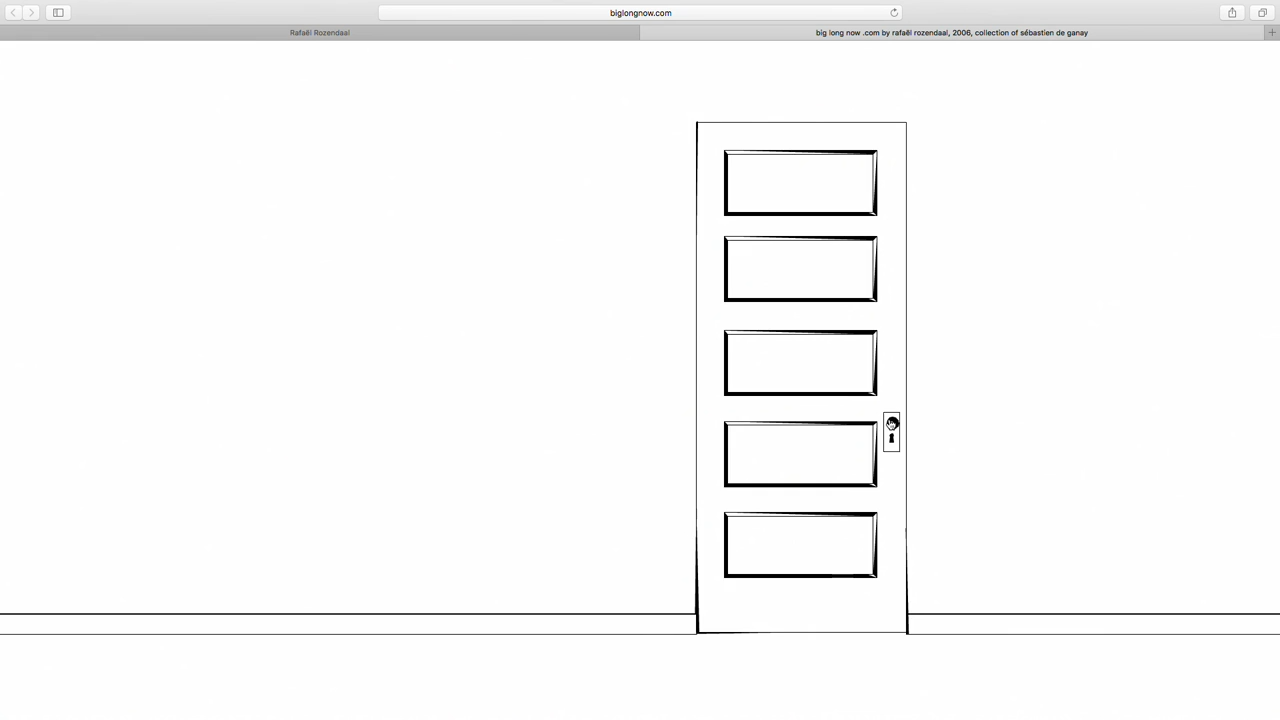 biglongnow.com
Rafaël Rozendaal
big long now .com by rafaël rozendaal, 2006, collection of sébastien de ganay